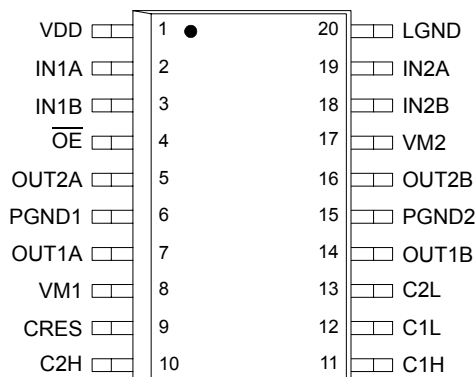 VDD 1 20 LGND
IN1A 2 19 IN2A
IN1B 3 18 IN2B
O̅E̅ 4 17 VM2
OUT2A 5 16 OUT2B
PGND1 6 15 PGND2
OUT1A 7 14 OUT1B
VM1 8 13 C2L
CRES 9 12 C1L
C2H 10 11 C1H